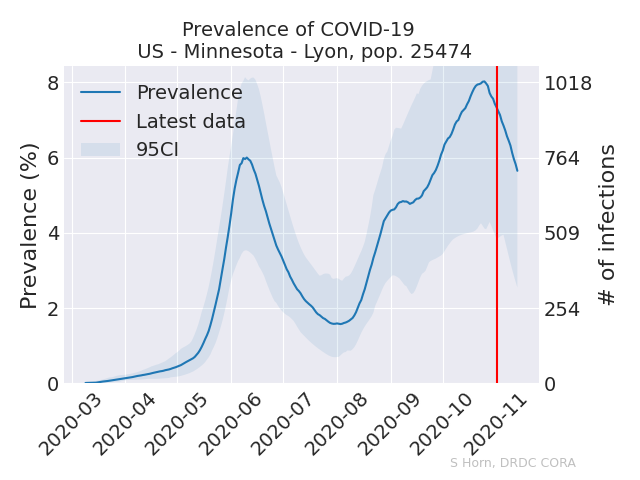 Prevalence of COVID-19
US - Minnesota - Lyon, pop. 25474
Prevalence
Latest data
95CI
Prevalence (%)
8
6
4
2
0
1018
764
509
254
0
# of infections
2020-03
2020-04
2020-05
2020-06
2020-07
2020-08
2020-09
2020-10
2020-11
S Horn, DRDC CORA